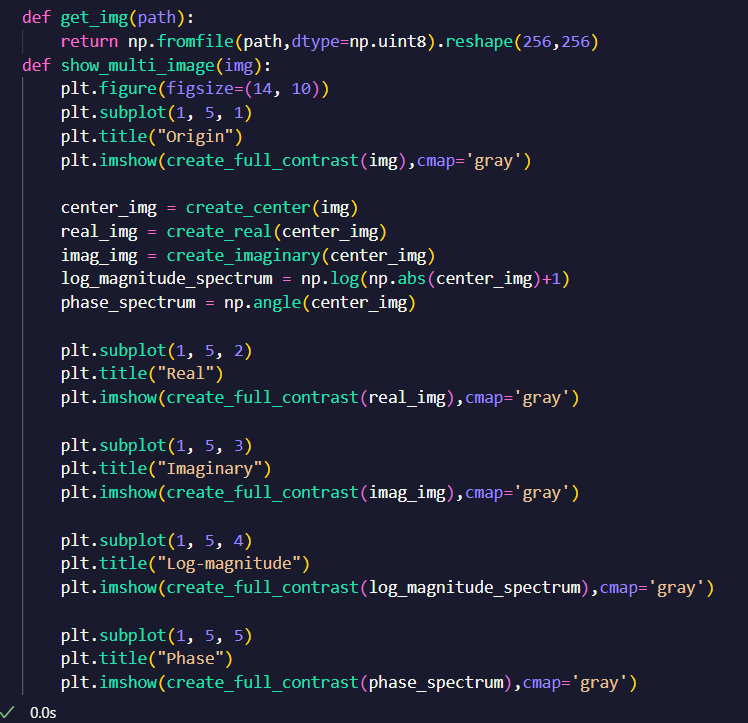 def get_img(path):
    return np.fromfile(path,dtype=np.uint8).reshape(256,256)
def show_multi_image(img):
    plt.figure(figsize=(14, 10))
    plt.subplot(1, 5, 1)
    plt.title("Origin")
    plt.imshow(create_full_contrast(img),cmap='gray')

    center_img = create_center(img)
    real_img = create_real(center_img)
    imag_img = create_imaginary(center_img)
    log_magnitude_spectrum = np.log(np.abs(center_img)+1)
    phase_spectrum = np.angle(center_img)

    plt.subplot(1, 5, 2)
    plt.title("Real")
    plt.imshow(create_full_contrast(real_img),cmap='gray')

    plt.subplot(1, 5, 3)
    plt.title("Imaginary")
    plt.imshow(create_full_contrast(imag_img),cmap='gray')

    plt.subplot(1, 5, 4)
    plt.title("Log-magnitude")
    plt.imshow(create_full_contrast(log_magnitude_spectrum),cmap='gray')

    plt.subplot(1, 5, 5)
    plt.title("Phase")
    plt.imshow(create_full_contrast(phase_spectrum),cmap='gray')
✓ 0.0s